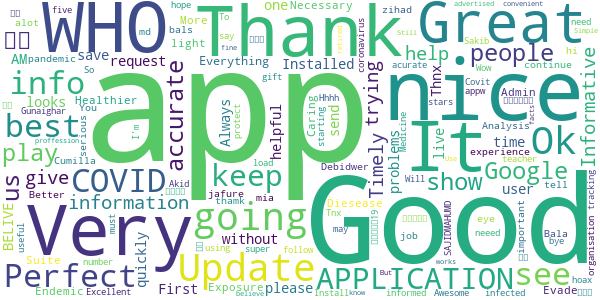 five hope Necessary one zihad Great advertised convenient
alot md bals WHO Thank Simple need
pandemic save More light To say a fine Everything gift coronavirus people Still Sakib
AM request Installed help hi continue
info looks Healthier So You accurate app nice Wow Covit
best serious Always Caring starting Hhhh Thnx stars Admin Informative
Gunaighar send protect trying Timely appw Analysis facts
play Cumilla proffession I'm helpful It time Ok
us give COVID keep Debidwer problems Medicine live experience Google
Better Akid jafure load show Will teacher tell
BELIVE information mia Good Use user
useful must Very going thamk Tnx eye important organisation tracking
Suite quickly without using super Diesease neeed Bala
number Update follow may job bye
Perfect First Exposure please APPLICATION SAJIDWAHUMD see hoax
Endemic Excellent believe install know informed But Awesome works infected Evade